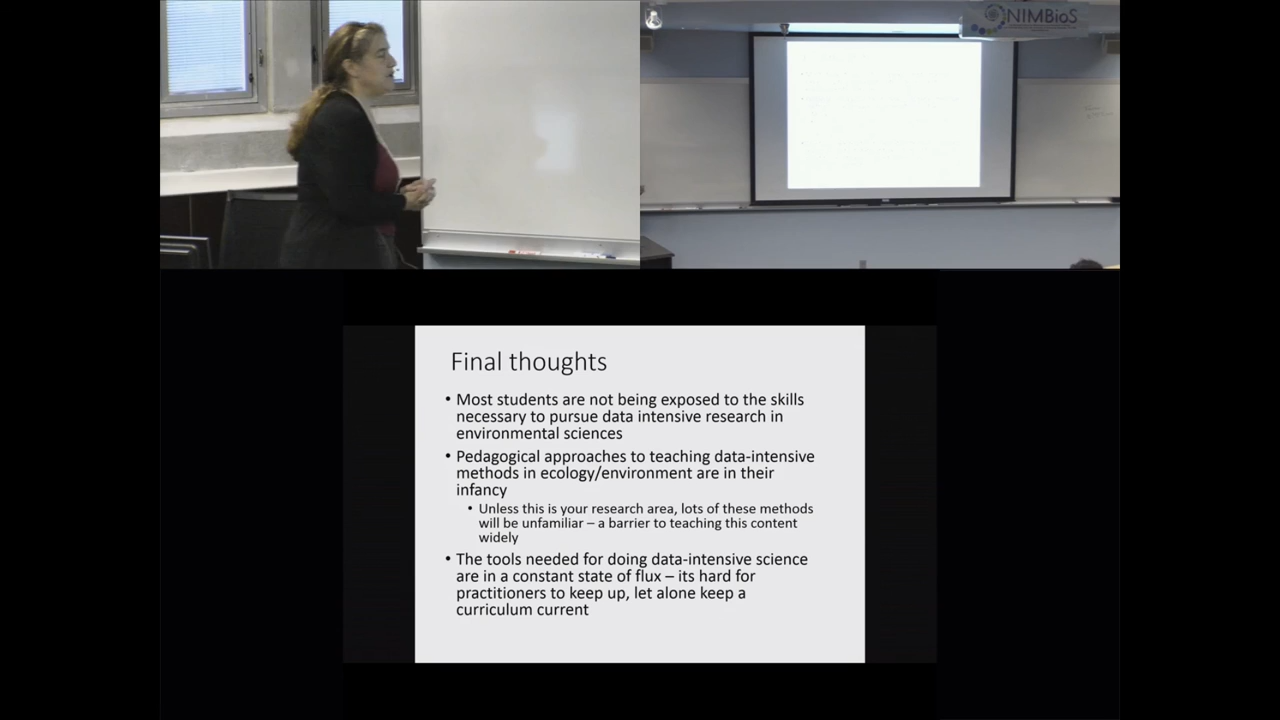 NIMBioS
Final thoughts
• Most students are not being exposed to the skills
necessary to pursue data intensive research in
environmental sciences
• Pedagogical approaches to teaching data-intensive
methods in ecology/environment are in their
infancy
• Unless this is your research area, lots of these methods
will be unfamiliar – a barrier to teaching this content
widely
• The tools needed for doing data-intensive science
are in a constant state of flux – its hard for
practitioners to keep up, let alone keep a
curriculum current